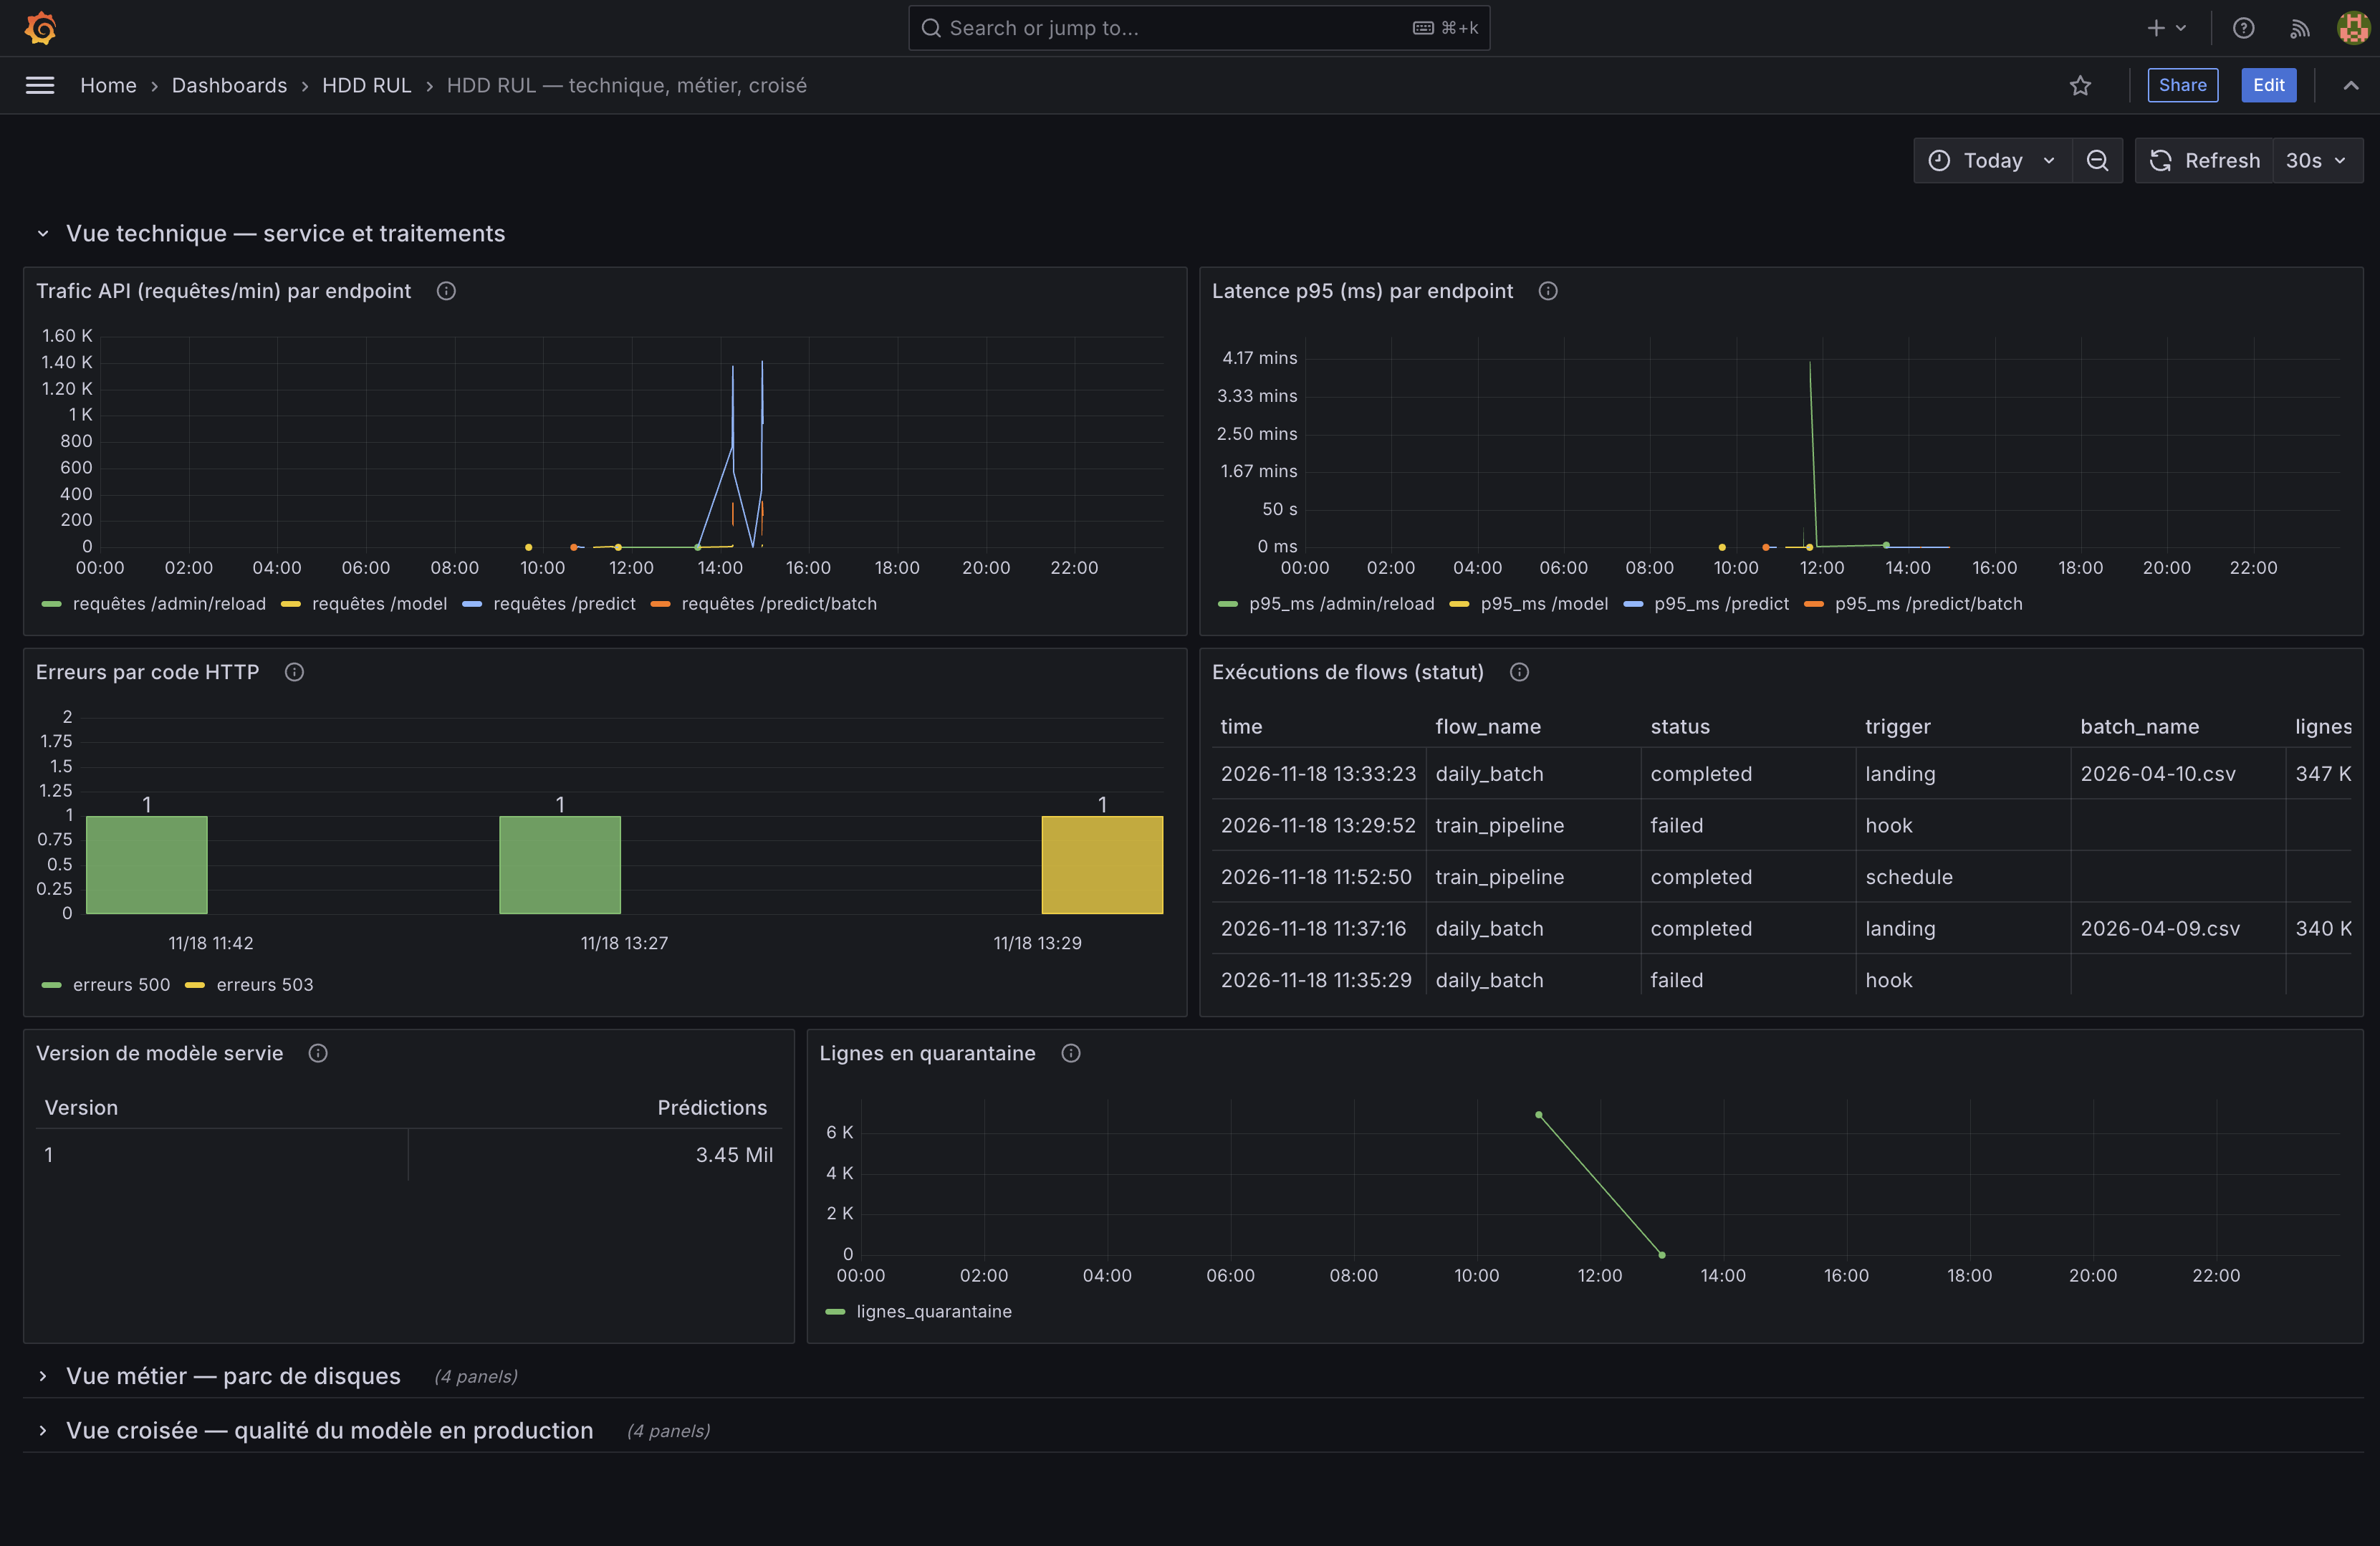 Search or jump to... ⌘+k
Home › Dashboards › HDD RUL › HDD RUL — technique, métier, croisé
Share
Edit
Today
Refresh
30s
Vue technique — service et traitements
Trafic API (requêtes/min) par endpoint
1.60 K
1.40 K
1.20 K
1 K
800
600
400
200
0
00:00 02:00 04:00 06:00 08:00 10:00 12:00 14:00 16:00 18:00 20:00 22:00
requêtes /admin/reload requêtes /model requêtes /predict requêtes /predict/batch
Latence p95 (ms) par endpoint
4.17 mins
3.33 mins
2.50 mins
1.67 mins
50 s
0 ms
00:00 02:00 04:00 06:00 08:00 10:00 12:00 14:00 16:00 18:00 20:00 22:00
p95_ms /admin/reload p95_ms /model p95_ms /predict p95_ms /predict/batch
Erreurs par code HTTP
2
1.75
1.5
1.25
1
0.75
0.5
0.25
0
1 1 1
11/18 11:42 11/18 13:27 11/18 13:29
erreurs 500 erreurs 503
Exécutions de flows (statut)
time flow_name status trigger batch_name lignes
2026-11-18 13:33:23 daily_batch completed landing 2026-04-10.csv 347 K
2026-11-18 13:29:52 train_pipeline failed hook
2026-11-18 11:52:50 train_pipeline completed schedule
2026-11-18 11:37:16 daily_batch completed landing 2026-04-09.csv 340 K
2026-11-18 11:35:29 daily_batch failed hook
Version de modèle servie
Version Prédictions
1 3.45 Mil
Lignes en quarantaine
6 K
4 K
2 K
0
00:00 02:00 04:00 06:00 08:00 10:00 12:00 14:00 16:00 18:00 20:00 22:00
lignes_quarantaine
Vue métier — parc de disques (4 panels)
Vue croisée — qualité du modèle en production (4 panels)